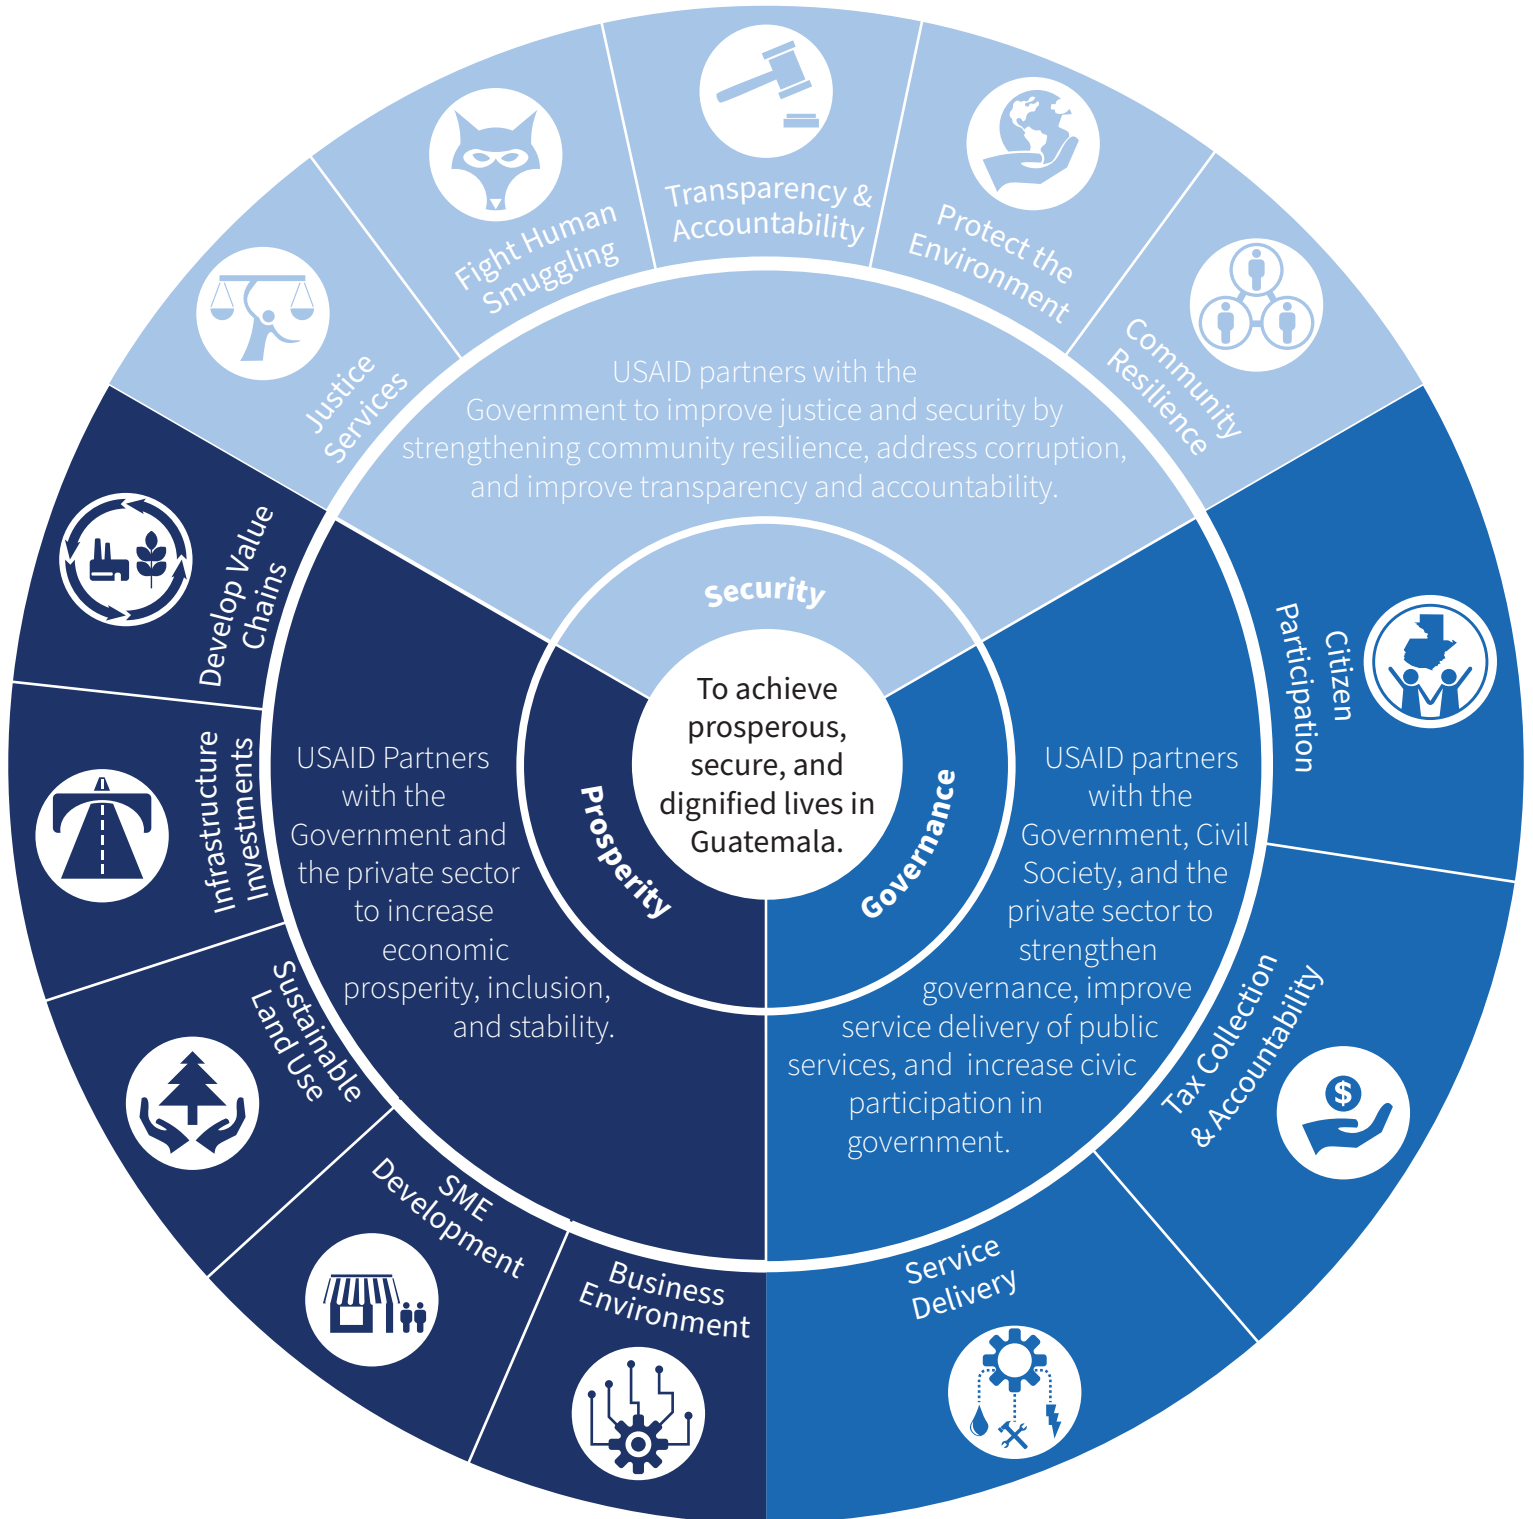 Justice
Services
Fight Human
Smuggling
Transparency &
Accountability
Protect the
Environment
Community
Resilience
USAID partners with the
Government to improve justice and security by
strengthening community resilience, address corruption,
and improve transparency and accountability.
Security
To achieve
prosperous,
secure, and
dignified lives in
Guatemala.
Governance
USAID partners
with the
Government, Civil
Society, and the
private sector to
strengthen
governance, improve
service delivery of public
services, and increase civic
participation in
government.
Citizen
Participation
Tax Collection
& Accountability
$
Service
Delivery
Prosperity
USAID Partners
with the
Government and
the private sector
to increase
economic
prosperity, inclusion,
and stability.
Develop Value
Chains
Infrastructure
Investments
Sustainable
Land Use
SME
Development
Business
Environment